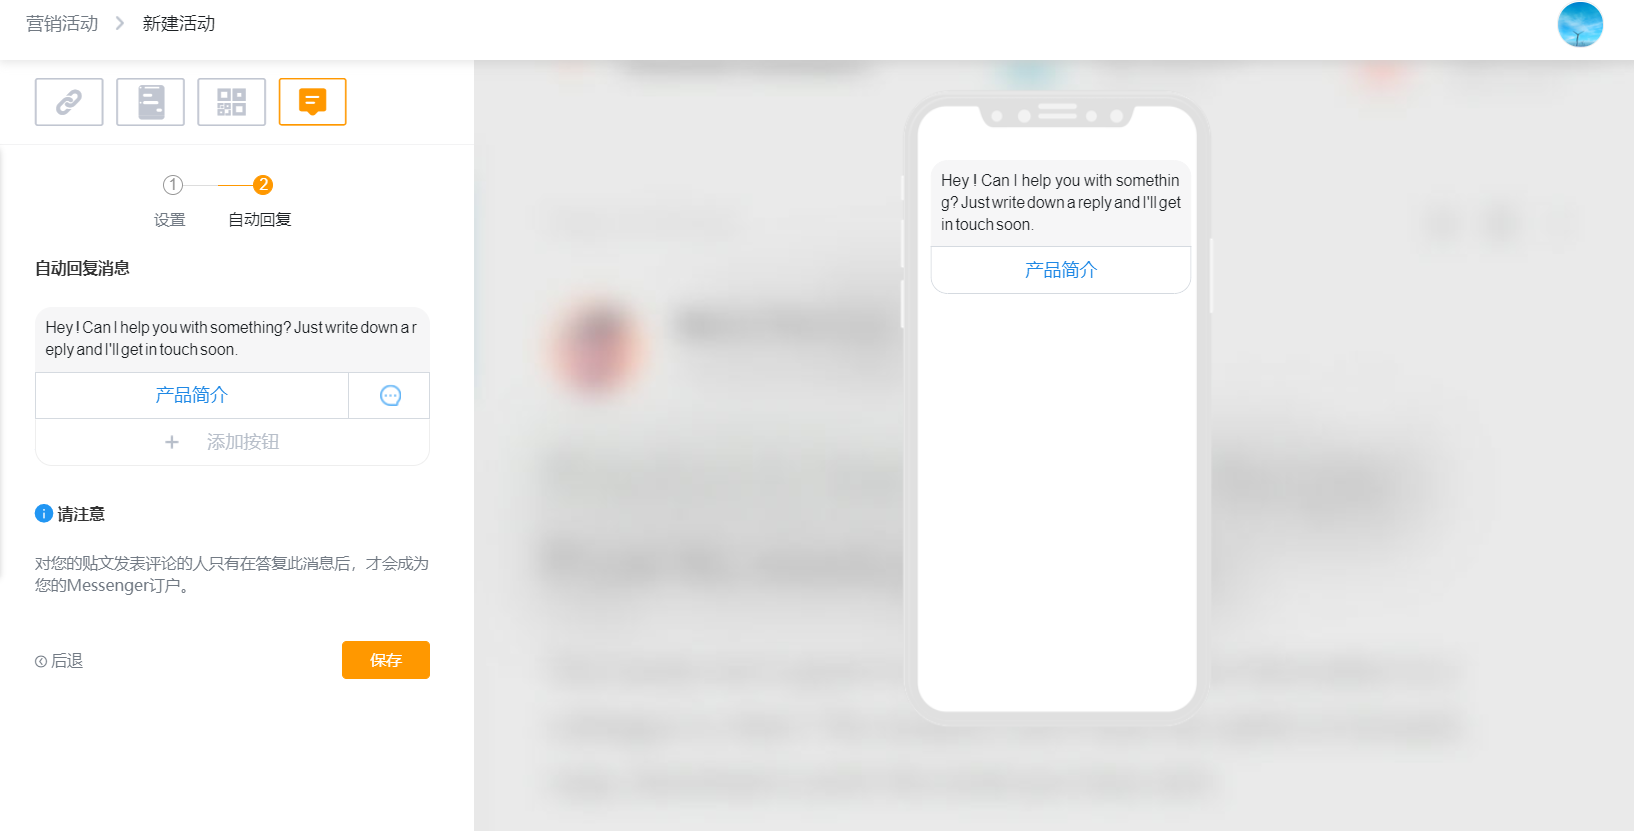 营销活动 > 新建活动
1 2
设置 自动回复
自动回复消息
Hey ! Can I help you with something? Just write down a r
eply and I'll get in touch soon.
产品简介
+ 添加按钮
请注意
对您的贴文发表评论的人只有在答复此消息后，才会成为
您的Messenger订户。
后退
保存
Hey ! Can I help you with somethin
g? Just write down a reply and I'll get
in touch soon.
产品简介